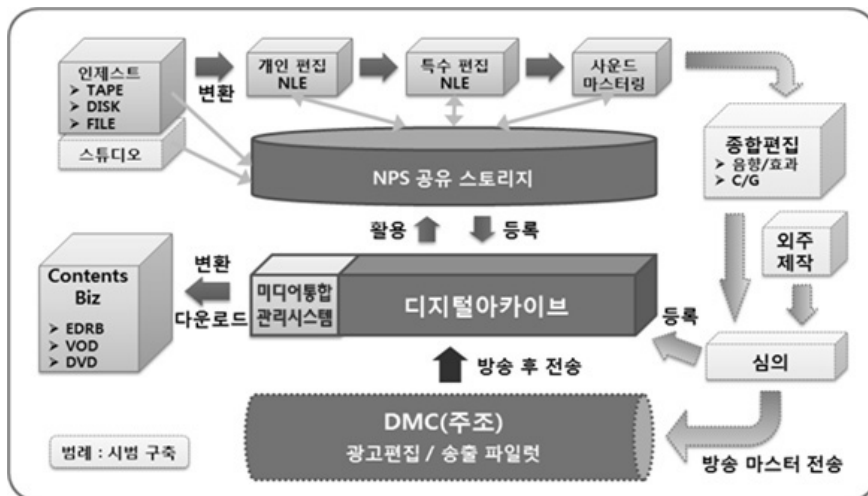 인제스트
➤ TAPE
➤ DISK
➤ FILE
스튜디오
변환
개인 편집
NLE
특수 편집
NLE
사운드
마스터링
종합편집
➤ 음향/효과
➤ C/G
NPS 공유 스토리지
활용
등록
외주
제작
Contents
Biz
➤ EDRB
➤ VOD
➤ DVD
변환
다운로드
미디어통합
관리시스템
디지털아카이브
등록
심의
방송 후 전송
DMC(주조)
광고편집 / 송출 파일럿
방송 마스터 전송
범례 : 시범 구축